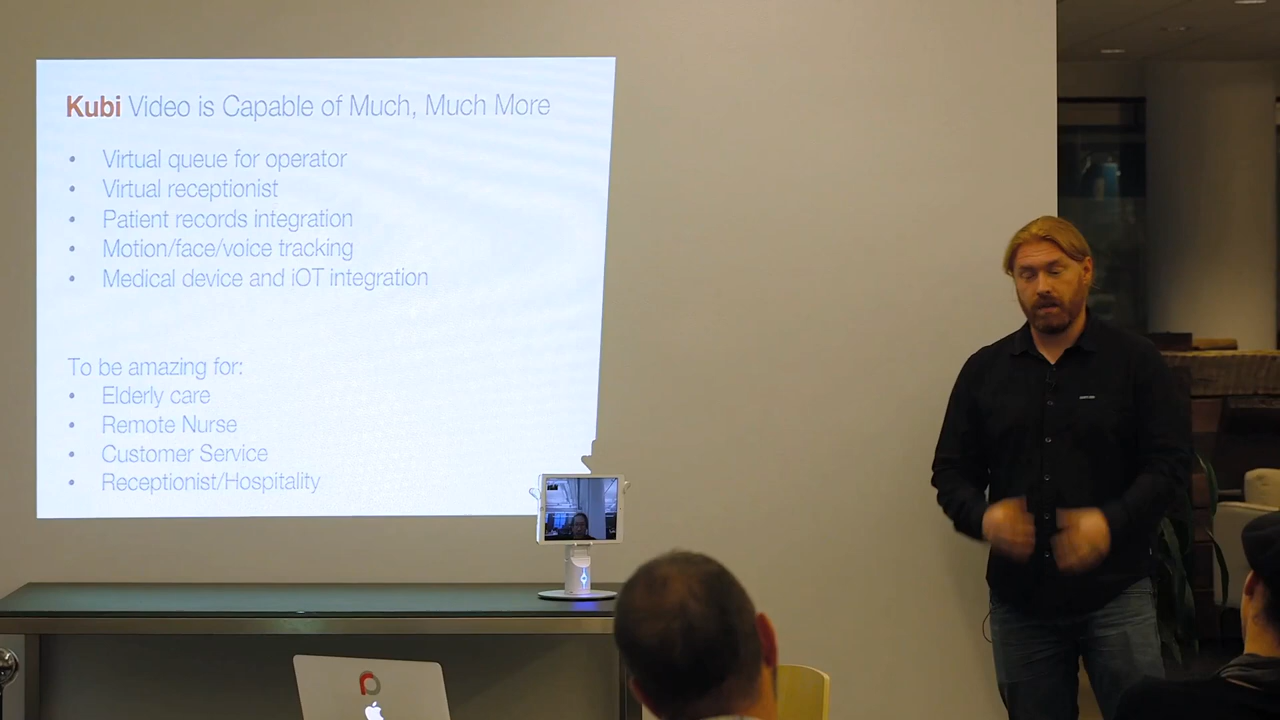 Kubi Video is Capable of Much, Much More
• Virtual queue for operator
• Virtual receptionist
• Patient records integration
• Motion/face/voice tracking
• Medical device and iOT integration
To be amazing for:
• Elderly care
• Remote Nurse
• Customer Service
• Receptionist/Hospitality